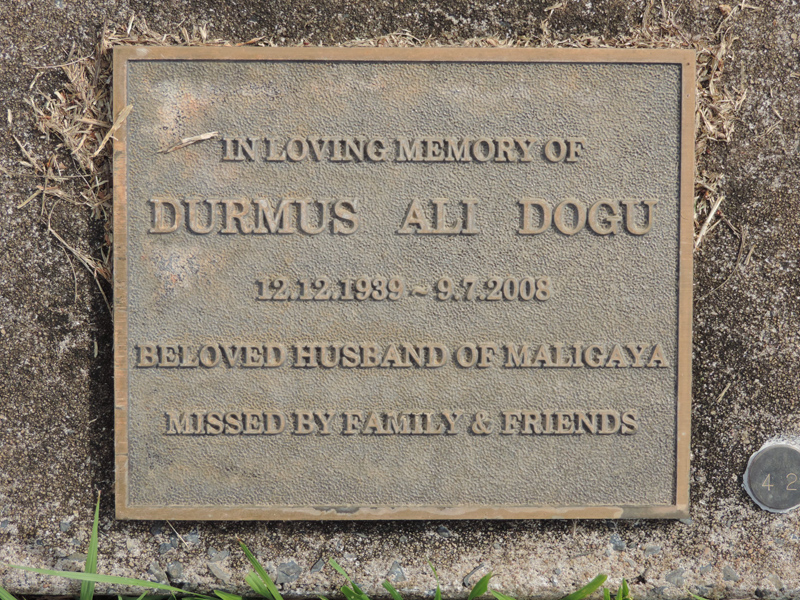 IN LOVING MEMORY OF
DURMUS ALI DOGU
12.12.1939 ~ 9.7.2008
BELOVED HUSBAND OF MALIGAYA
MISSED BY FAMILY & FRIENDS
42